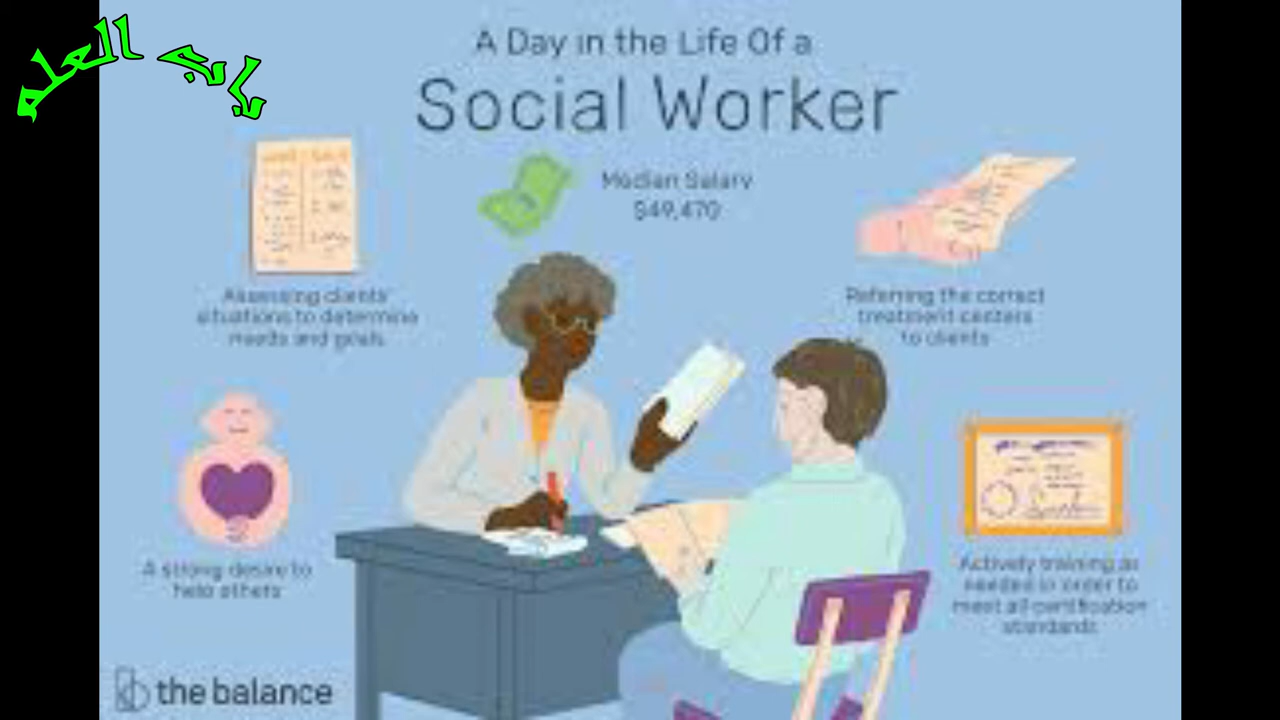 باب العلم
A Day in the Life Of a
Social Worker
Median Salary
$49,470
Assessing clients'
situations to determine
needs and goals
Referring the correct
treatment centers
to clients
A strong desire to
help others
Actively training as
needed in order to
meet all certification
standards
the balance